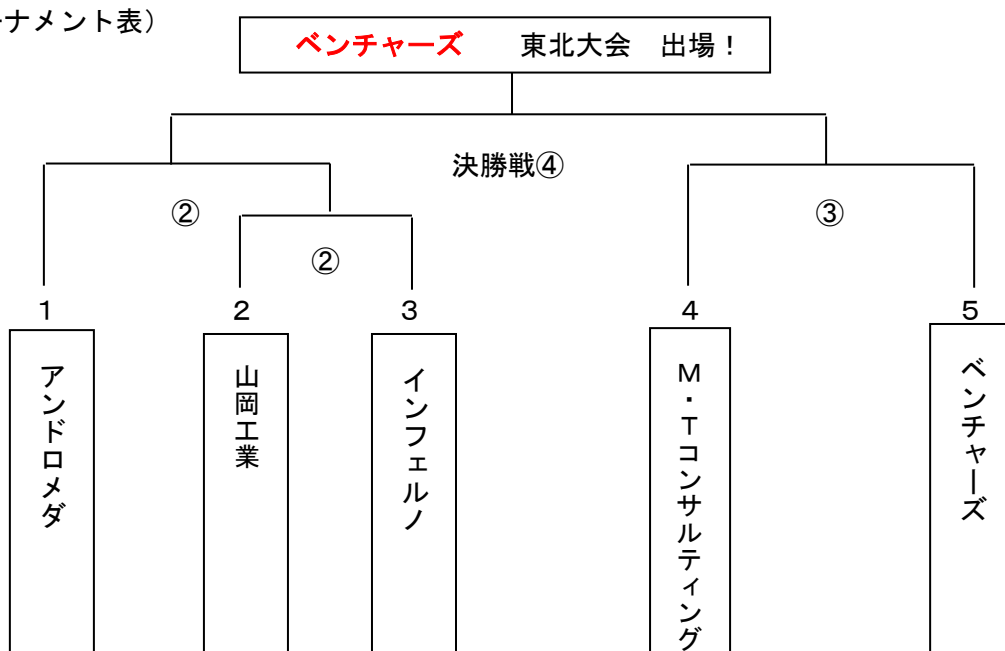 ーナメント表）
ベンチャーズ　東北大会　出場！
決勝戦④
②
③
②
1
2
3
4
5
アンドロメダ
山岡工業
インフェルノ
Ｍ・Ｔコンサルティング
ベンチャーズ